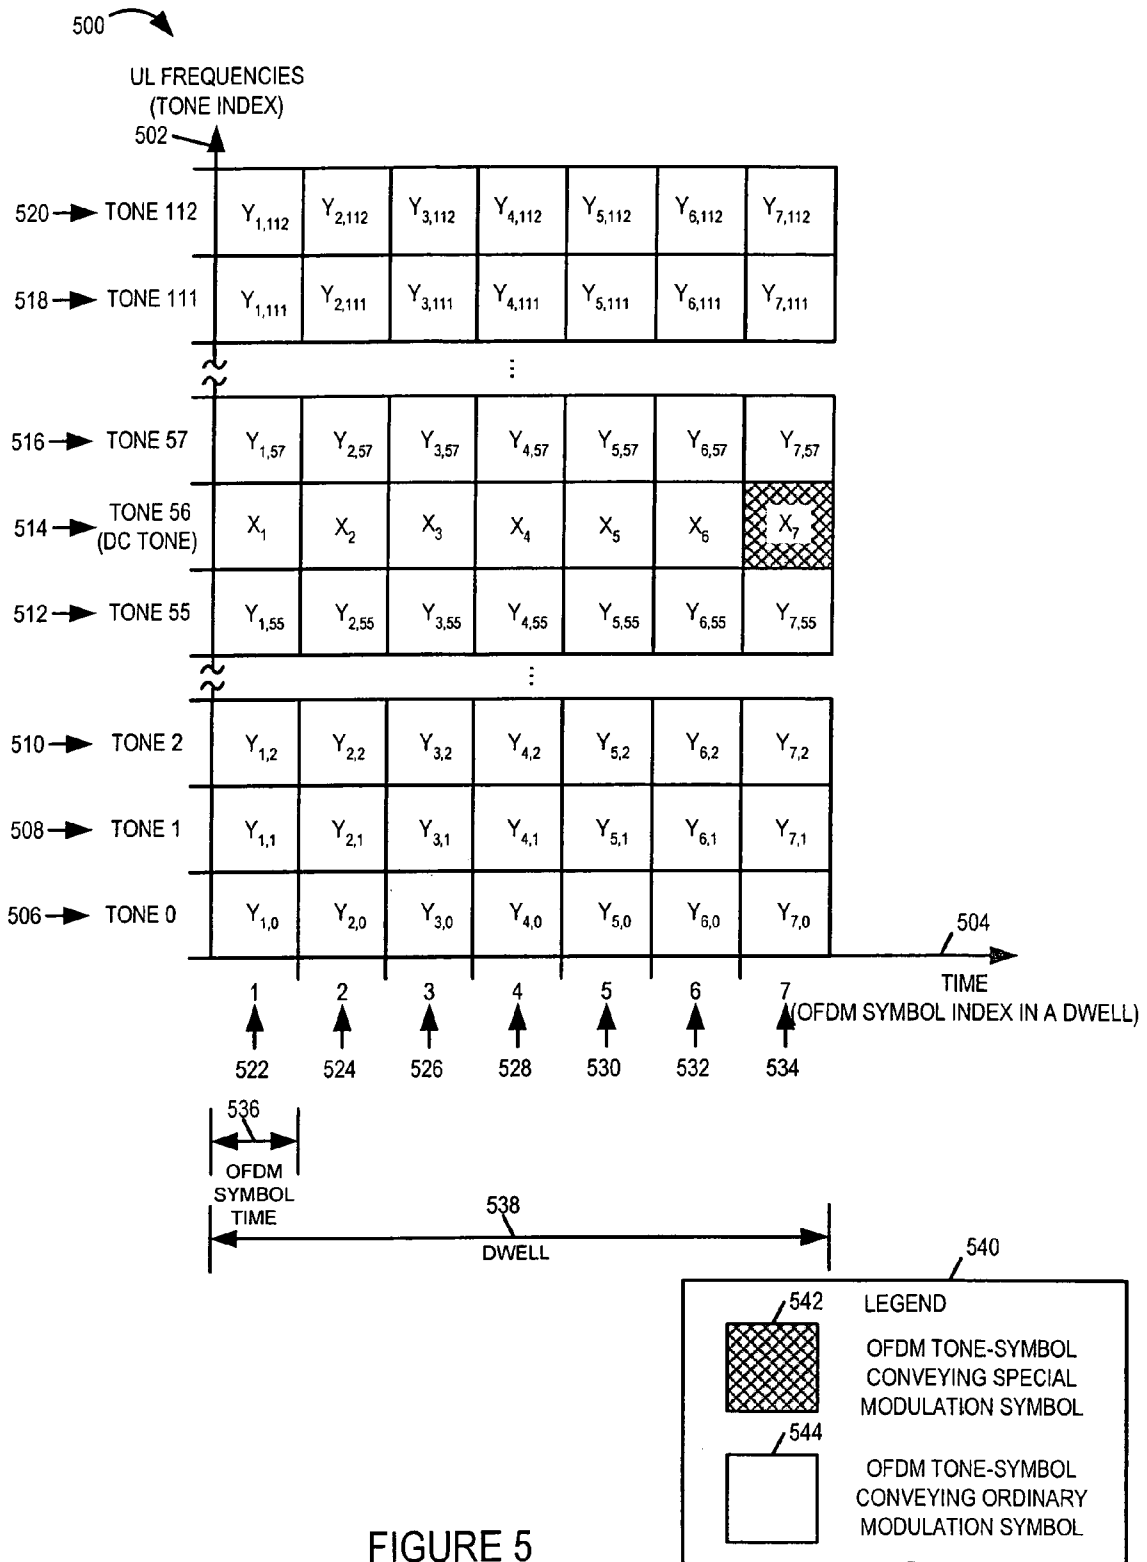 500
UL FREQUENCIES
(TONE INDEX)
502
520 TONE 112 Y1,112 Y2,112 Y3,112 Y4,112 Y5,112 Y6,112 Y7,112
518 TONE 111 Y1,111 Y2,111 Y3,111 Y4,111 Y5,111 Y6,111 Y7,111
...
516 TONE 57 Y1,57 Y2,57 Y3,57 Y4,57 Y5,57 Y6,57 Y7,57
514 TONE 56 X1 X2 X3 X4 X5 X6 X7
(DC TONE)
512 TONE 55 Y1,55 Y2,55 Y3,55 Y4,55 Y5,55 Y6,55 Y7,55
...
510 TONE 2 Y1,2 Y2,2 Y3,2 Y4,2 Y5,2 Y6,2 Y7,2
508 TONE 1 Y1,1 Y2,1 Y3,1 Y4,1 Y5,1 Y6,1 Y7,1
506 TONE 0 Y1,0 Y2,0 Y3,0 Y4,0 Y5,0 Y6,0 Y7,0
504
1 2 3 4 5 6 7 TIME
(OFDM SYMBOL INDEX IN A DWELL)
522 524 526 528 530 532 534
536
OFDM
SYMBOL
TIME
538
DWELL
540
542 LEGEND
OFDM TONE-SYMBOL
CONVEYING SPECIAL
MODULATION SYMBOL
544
OFDM TONE-SYMBOL
CONVEYING ORDINARY
MODULATION SYMBOL
FIGURE 5